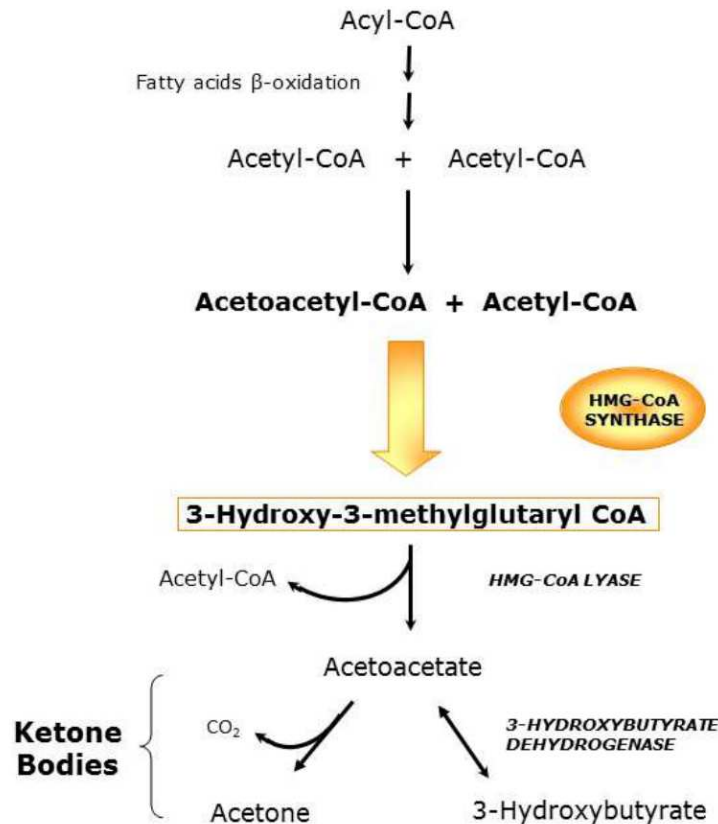 Acyl-CoA
Fatty acids β-oxidation
Acetyl-CoA + Acetyl-CoA
Acetoacetyl-CoA + Acetyl-CoA
HMG-CoA
SYNTHASE
3-Hydroxy-3-methylglutaryl CoA
Acetyl-CoA
HMG-CoA LYASE
Acetoacetate
Ketone
Bodies
CO₂
3-HYDROXYBUTYRATE
DEHYDROGENASE
Acetone
3-Hydroxybutyrate